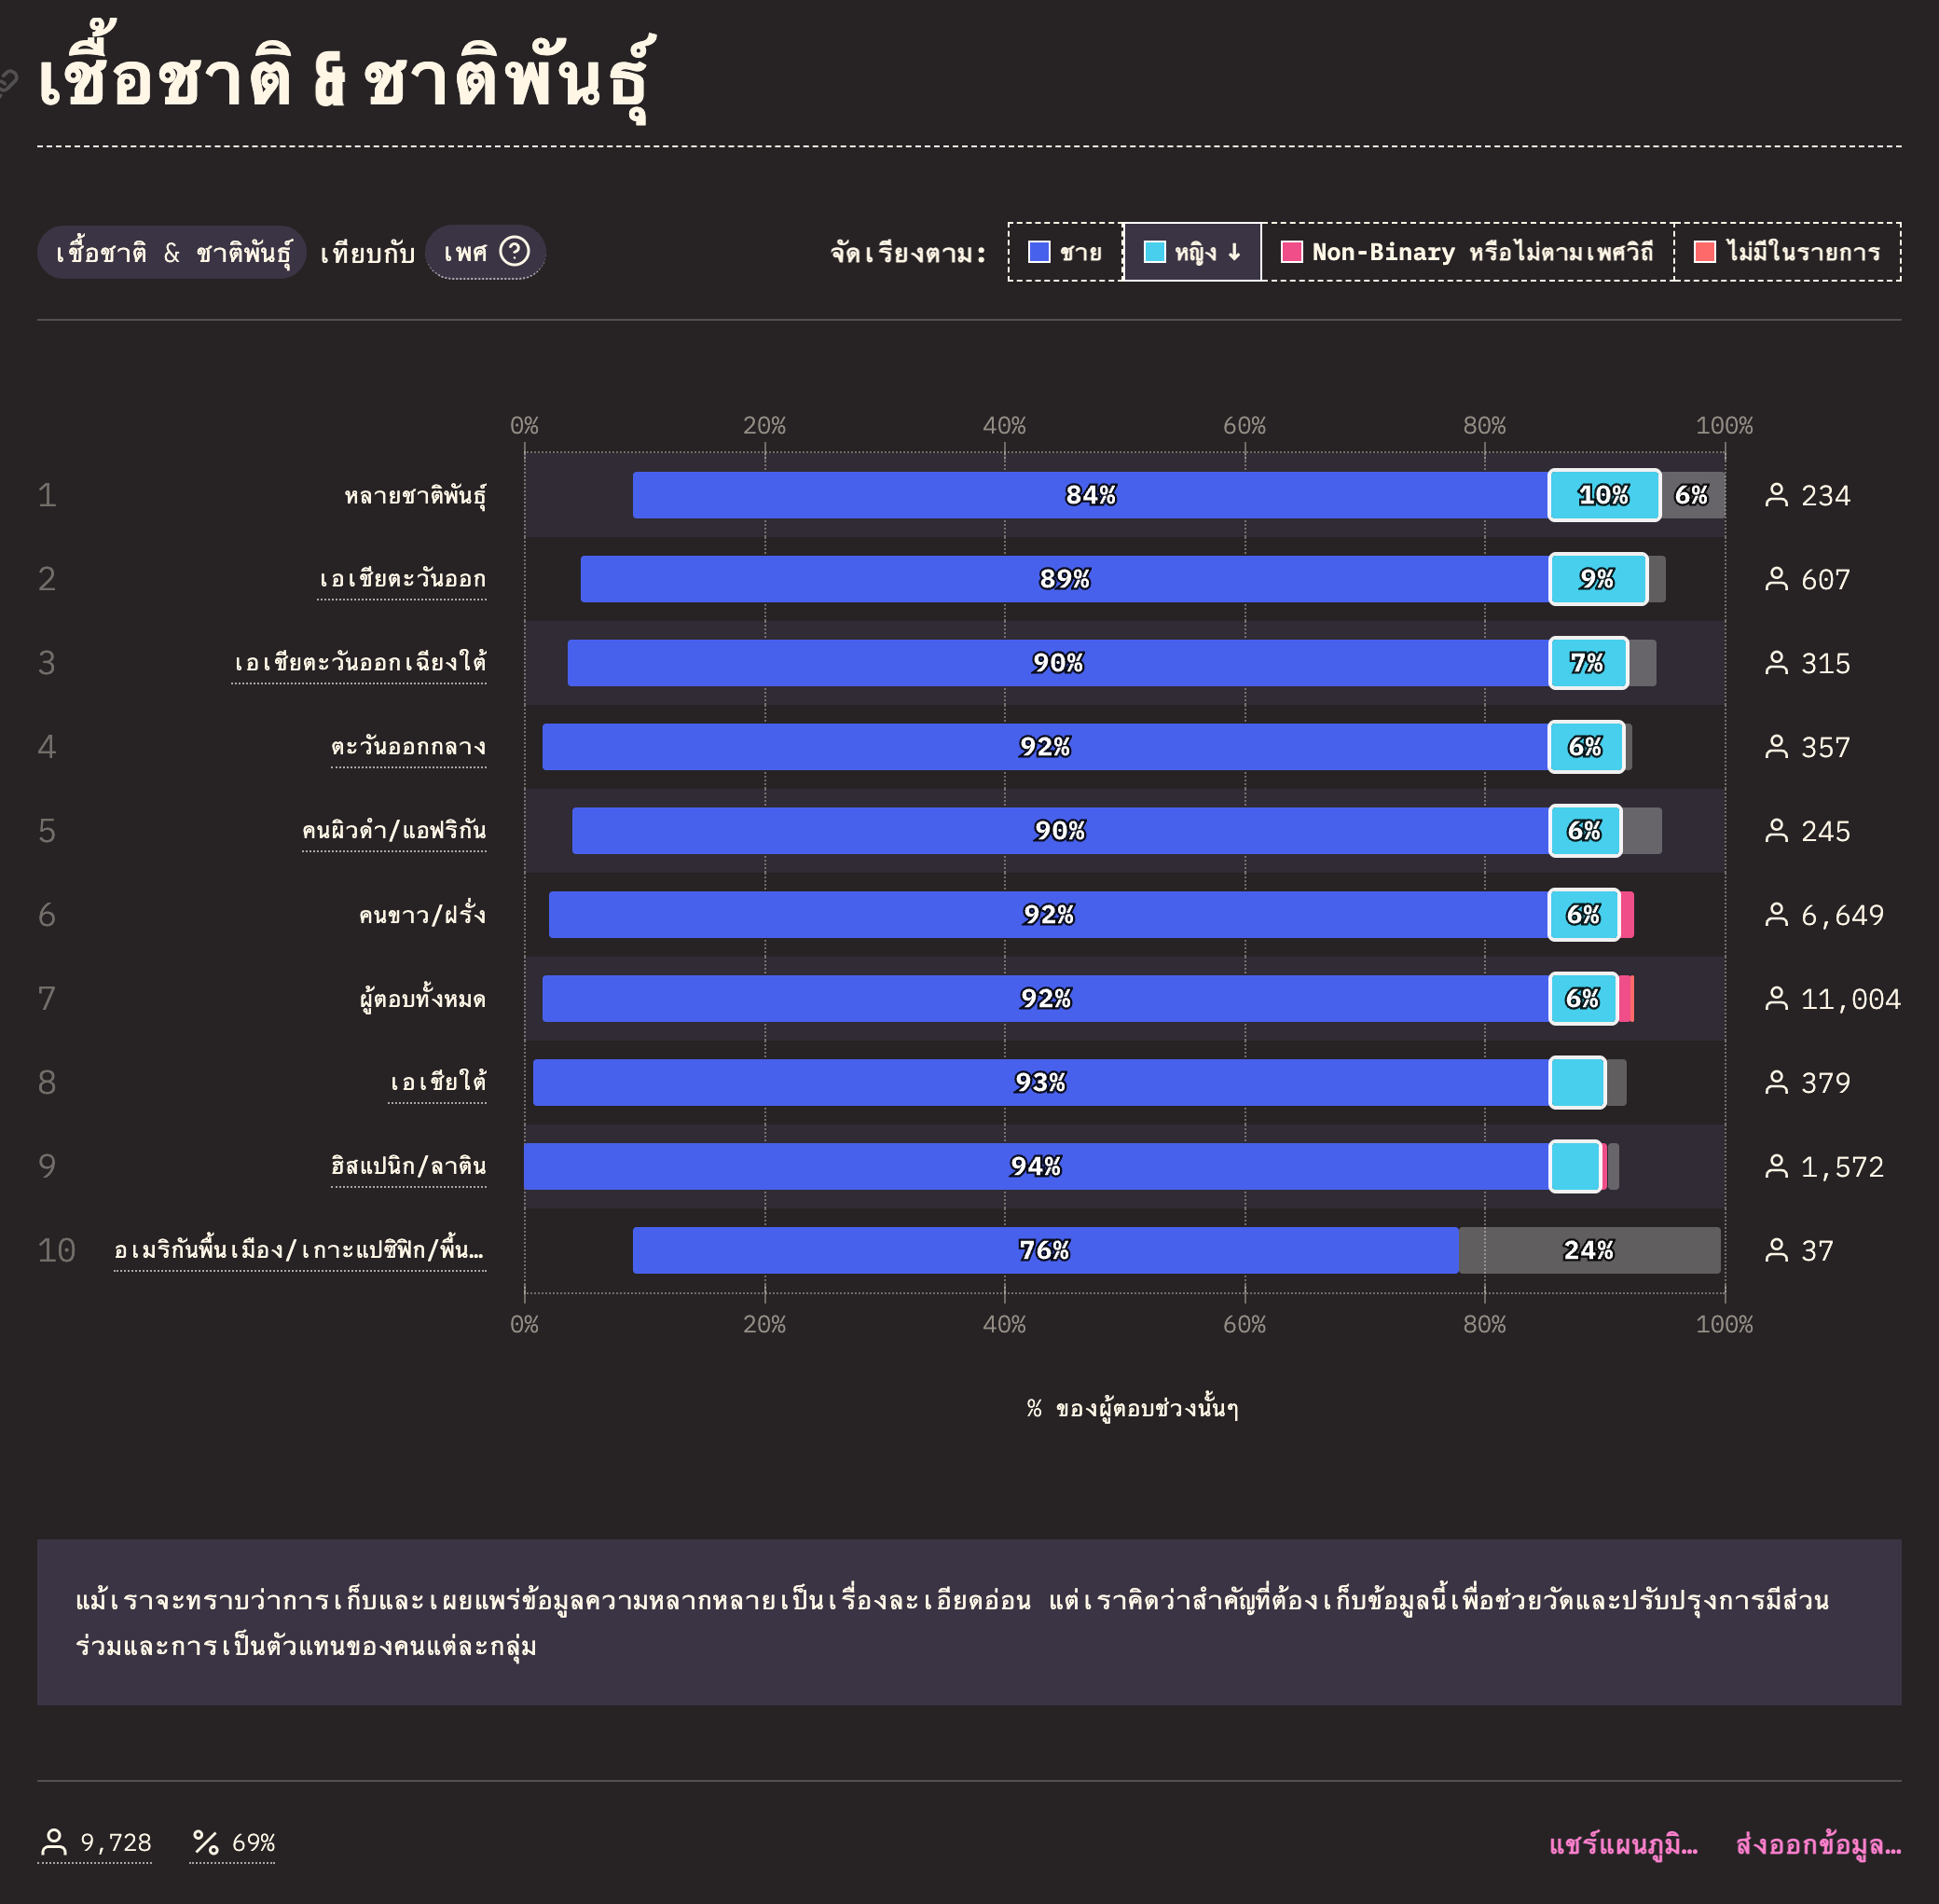 เชื้อชาติ & ชาติพันธุ์
เชื้อชาติ & ชาติพันธุ์ เทียบกับ เพศ ?
จัดเรียงตาม: ชาย หญิง ↓ Non-Binary หรือไม่ตามเพศวิถี ไม่มีในรายการ
0% 20% 40% 60% 80% 100%
1 หลายชาติพันธุ์ 84% 10% 6% 234
2 เอเชียตะวันออก 89% 9% 607
3 เอเชียตะวันออกเฉียงใต้ 90% 7% 315
4 ตะวันออกกลาง 92% 6% 357
5 คนผิวดำ/แอฟริกัน 90% 6% 245
6 คนขาว/ฝรั่ง 92% 6% 6,649
7 ผู้ตอบทั้งหมด 92% 6% 11,004
8 เอเชียใต้ 93% 379
9 ฮิสแปนิก/ลาติน 94% 1,572
10 อเมริกันพื้นเมือง/เกาะแปซิฟิก/พื้น… 76% 24% 37
0% 20% 40% 60% 80% 100%
% ของผู้ตอบช่วงนั้นๆ
แม้เราจะทราบว่าการเก็บและเผยแพร่ข้อมูลความหลากหลายเป็นเรื่องละเอียดอ่อน แต่เราคิดว่าสำคัญที่ต้องเก็บข้อมูลนี้เพื่อช่วยวัดและปรับปรุงการมีส่วน
ร่วมและการเป็นตัวแทนของคนแต่ละกลุ่ม
9,728 % 69% แชร์แผนภูมิ… ส่งออกข้อมูล…